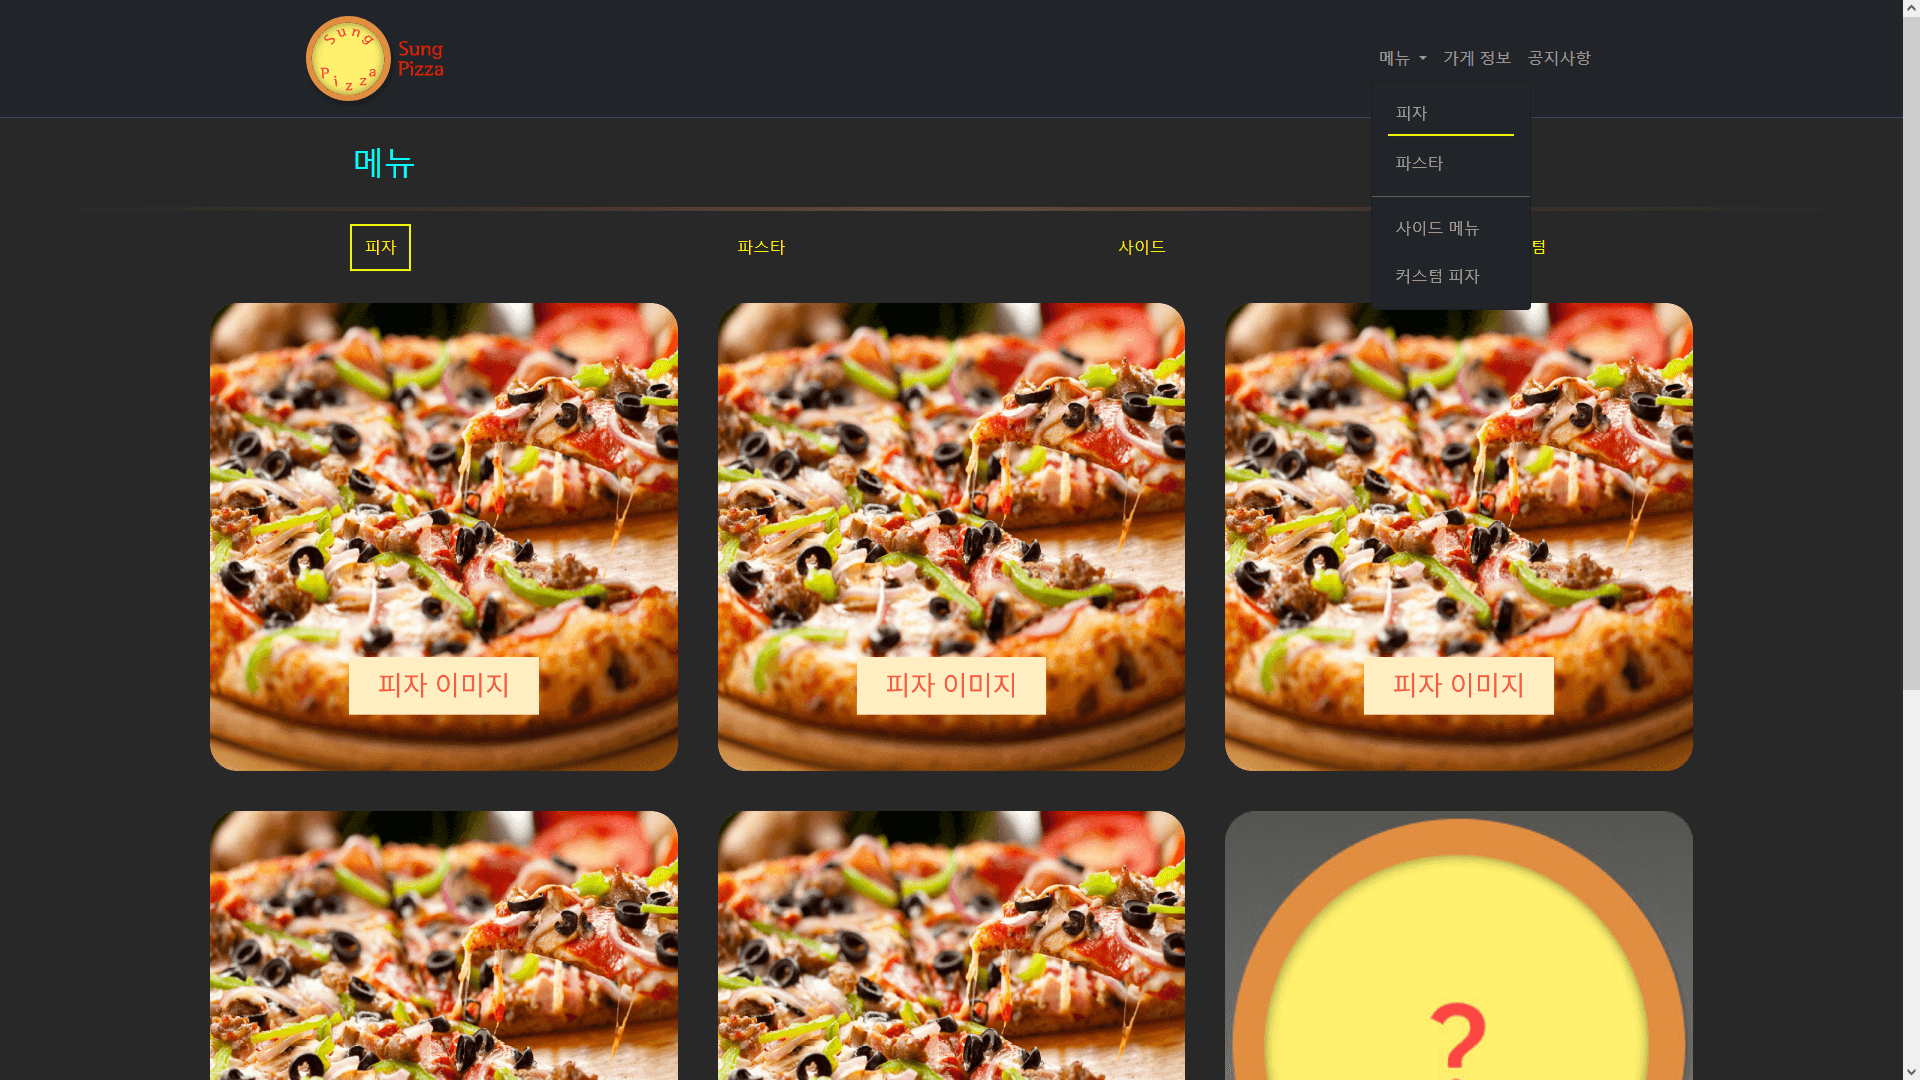 Sung
Pizza
Sung
Pizza
메뉴
가게 정보
공지사항
피자
파스타
사이드 메뉴
커스텀 피자
메뉴
피자
파스타
사이드
텀
피자 이미지
피자 이미지
피자 이미지
?